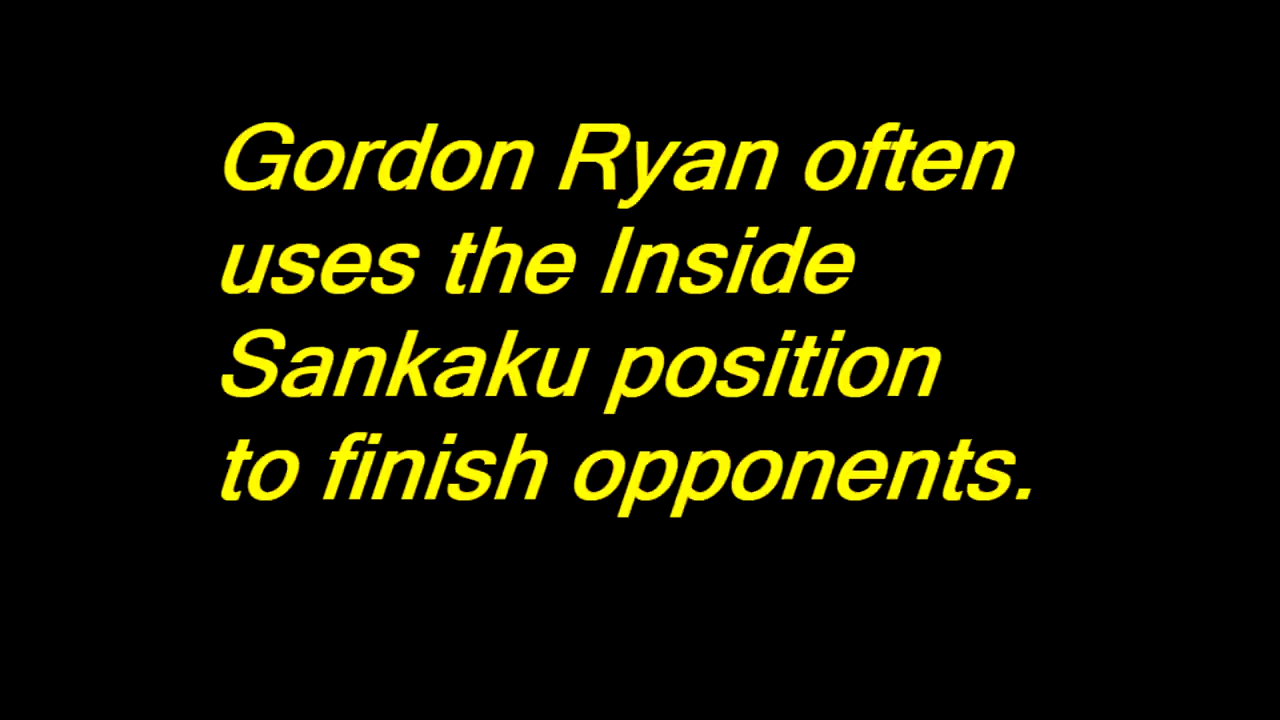 Gordon Ryan often
uses the Inside
Sankaku position
to finish opponents.